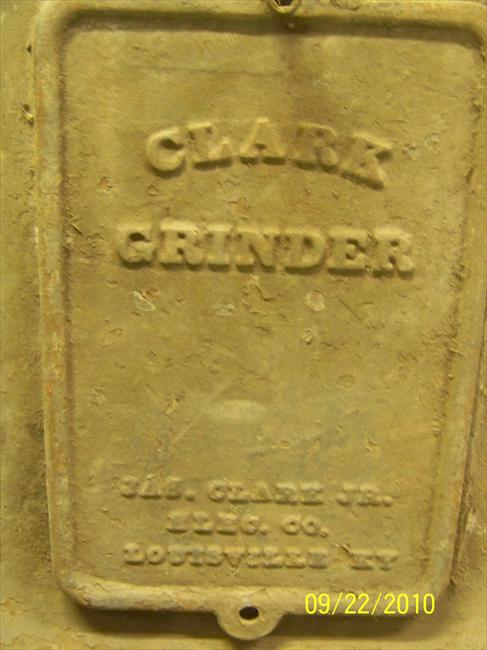 CLARK
GRINDER
JAS. CLARK JR.
ELEC. CO.
LOUISVILLE KY
09/22/2010